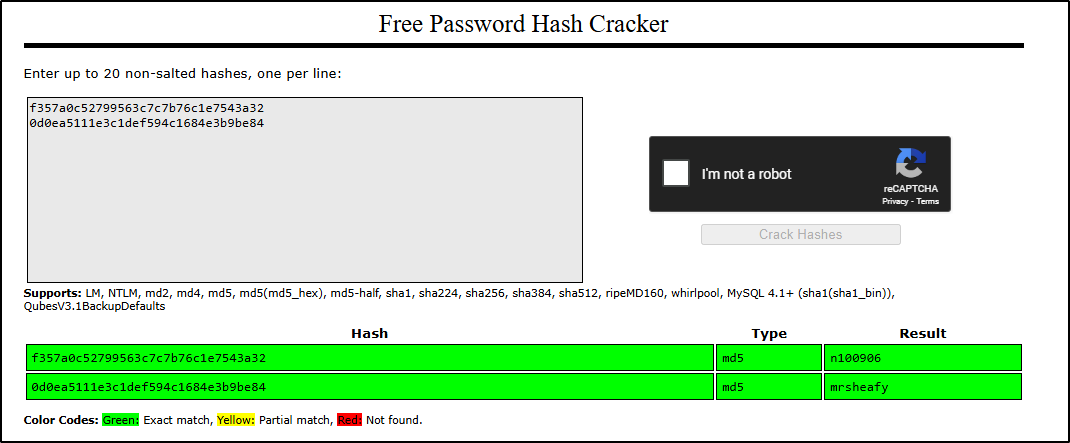 Free Password Hash Cracker
Enter up to 20 non-salted hashes, one per line:
f357a0c52799563c7c7b76c1e7543a32
0d0ea5111e3c1def594c1684e3b9be84
I'm not a robot
reCAPTCHA
Privacy - Terms
Crack Hashes
Supports: LM, NTLM, md2, md4, md5, md5(md5_hex), md5-half, sha1, sha224, sha256, sha384, sha512, ripeMD160, whirlpool, MySQL 4.1+ (sha1(sha1_bin)),
QubesV3.1BackupDefaults
Hash Type Result
f357a0c52799563c7c7b76c1e7543a32 md5 n100906
0d0ea5111e3c1def594c1684e3b9be84 md5 mrsheafy
Color Codes: Green: Exact match, Yellow: Partial match, Red: Not found.